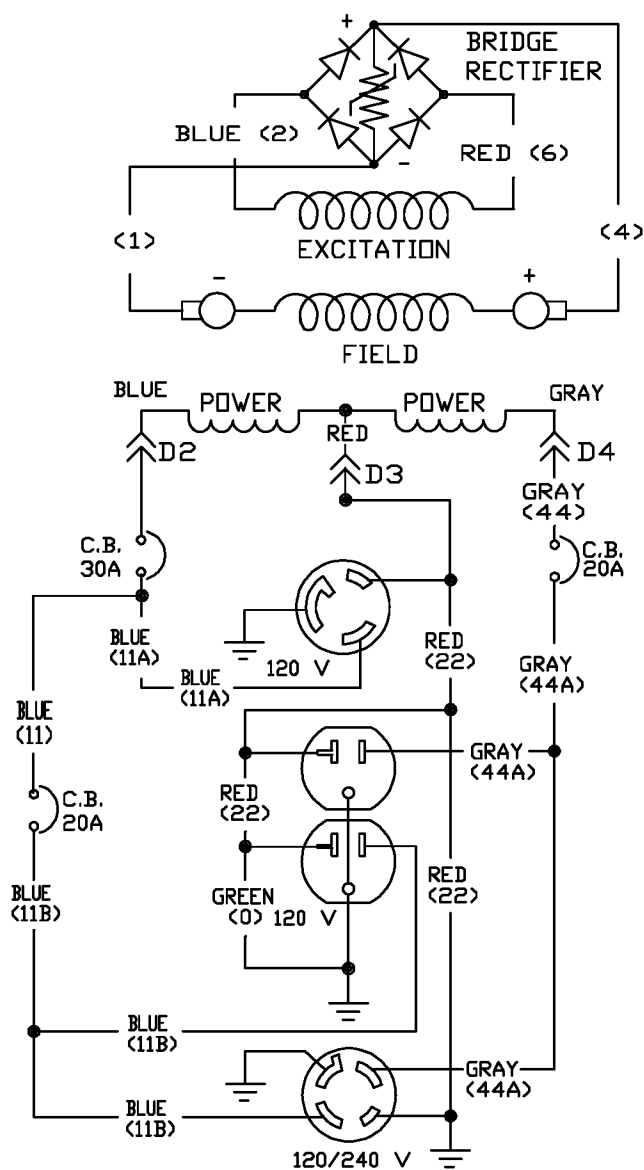 +
BRIDGE
RECTIFIER
BLUE (2)
RED (6)
-
(1)
(4)
EXCITATION
-
+
FIELD
BLUE
POWER
POWER
GRAY
RED
D2
D3
D4
GRAY
(44)
C.B.
30A
C.B.
20A
BLUE
(11A)
120 V
BLUE
(11A)
RED
(22)
GRAY
(44A)
BLUE
(11)
GRAY
(44A)
C.B.
20A
RED
(22)
BLUE
(11B)
GREEN
(0)
120 V
RED
(22)
BLUE
(11B)
GRAY
(44A)
BLUE
(11B)
120/240 V